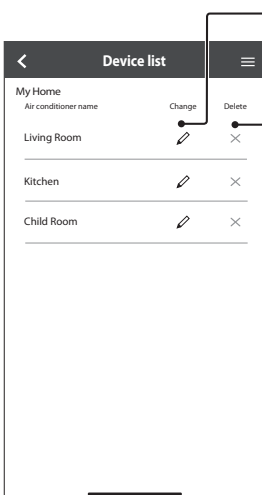 Device list
My Home
Air conditioner name Change Delete
Living Room
Kitchen
Child Room